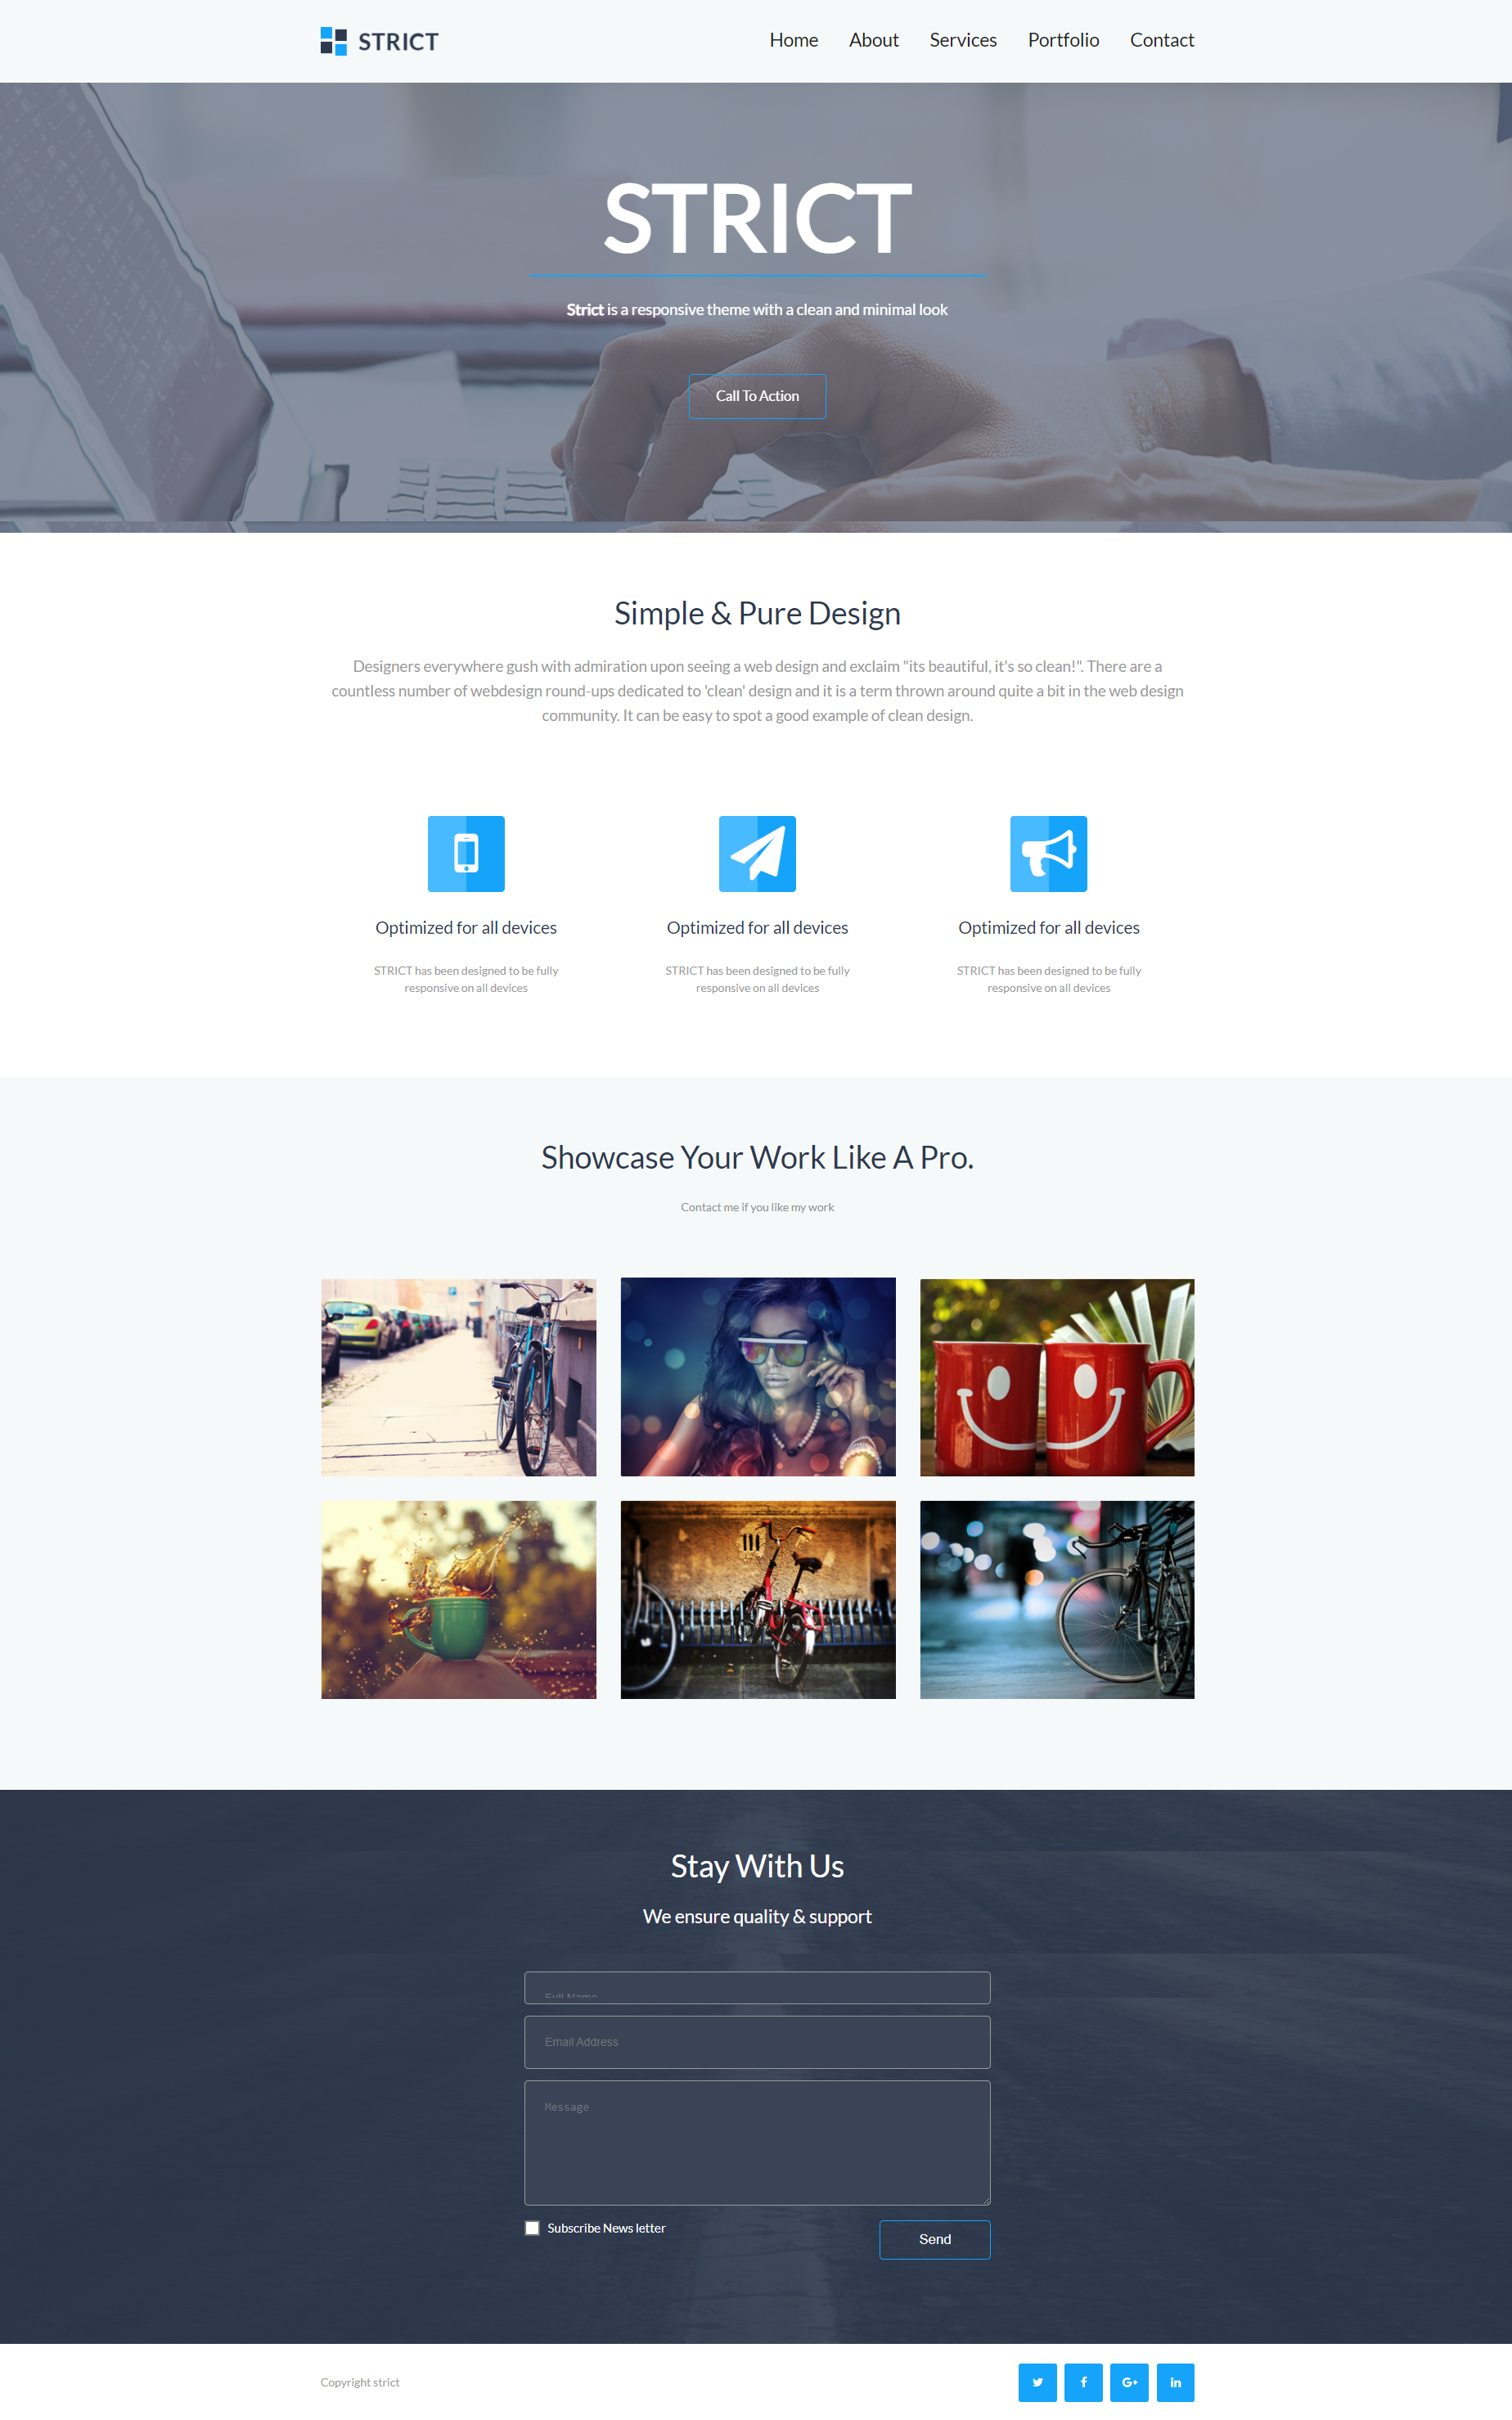 STRICT
Home About Services Portfolio Contact
STRICT
Strict is a responsive theme with a clean and minimal look
Call To Action
Simple & Pure Design
Designers everywhere gush with admiration upon seeing a web design and exclaim "its beautiful, it's so clean!". There are a
countless number of webdesign round-ups dedicated to 'clean' design and it is a term thrown around quite a bit in the web design
community. It can be easy to spot a good example of clean design.
Optimized for all devices
STRICT has been designed to be fully
responsive on all devices
Optimized for all devices
STRICT has been designed to be fully
responsive on all devices
Optimized for all devices
STRICT has been designed to be fully
responsive on all devices
Showcase Your Work Like A Pro.
Contact me if you like my work
Stay With Us
We ensure quality & support
Full Name
Email Address
Message
Subscribe News letter
Send
Copyright strict